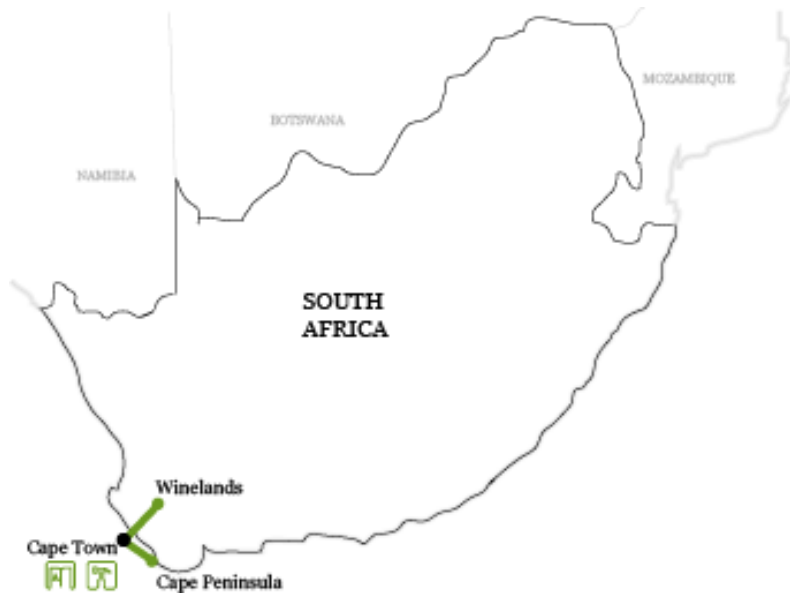 MOZAMBIQUE
BOTSWANA
NAMIBIA
SOUTH
AFRICA
Winelands
Cape Town
Cape Peninsula